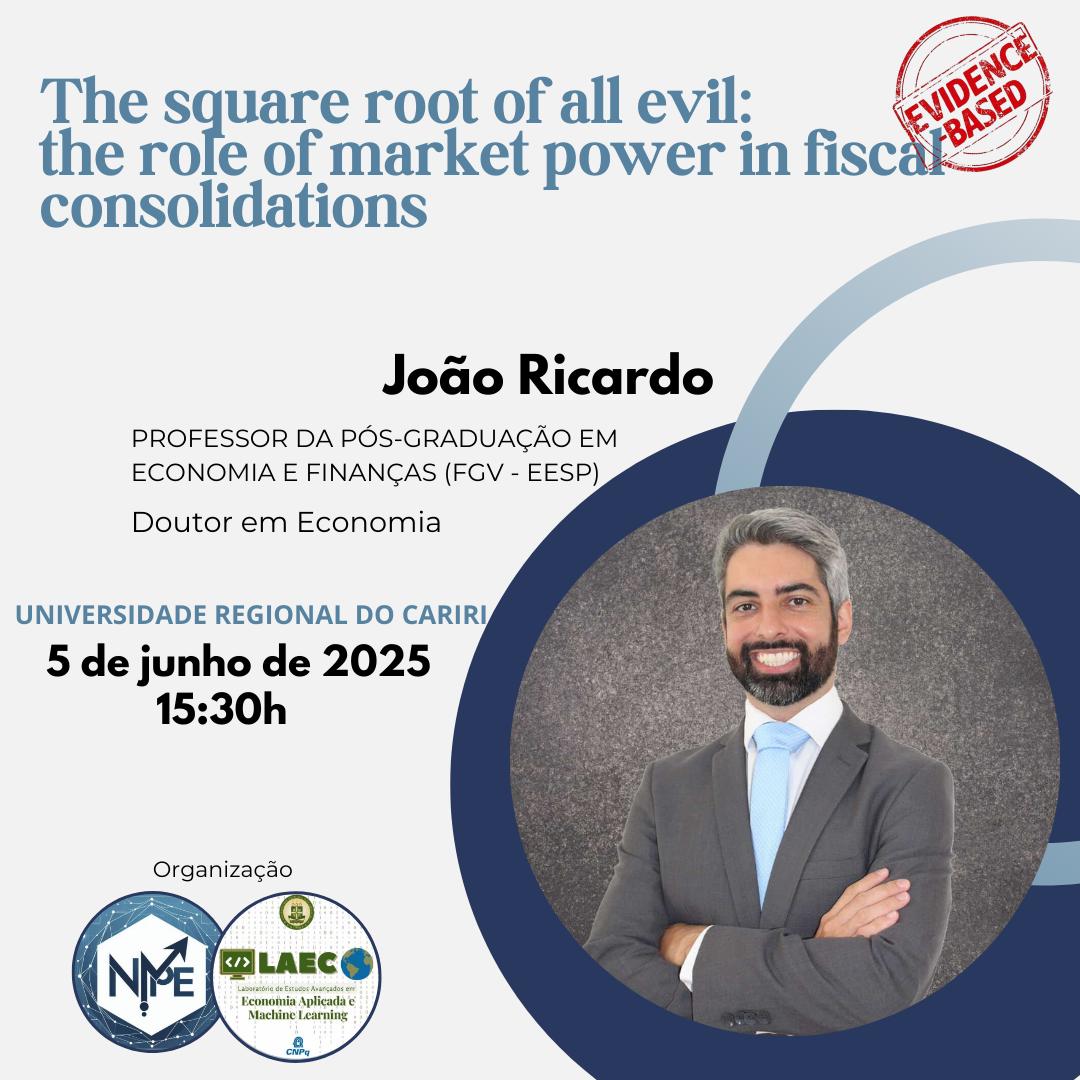 The square root of all evil:
the role of market power in fiscal
consolidations
EVIDENCE
-BASED
João Ricardo
PROFESSOR DA PÓS-GRADUAÇÃO EM
ECONOMIA E FINANÇAS (FGV - EESP)
Doutor em Economia
UNIVERSIDADE REGIONAL DO CARIRI
5 de junho de 2025
15:30h
Organização
NMPE
</> LAECO
Laboratório de Estudos Avançados em
Economia Aplicada e
Machine Learning
CNPq